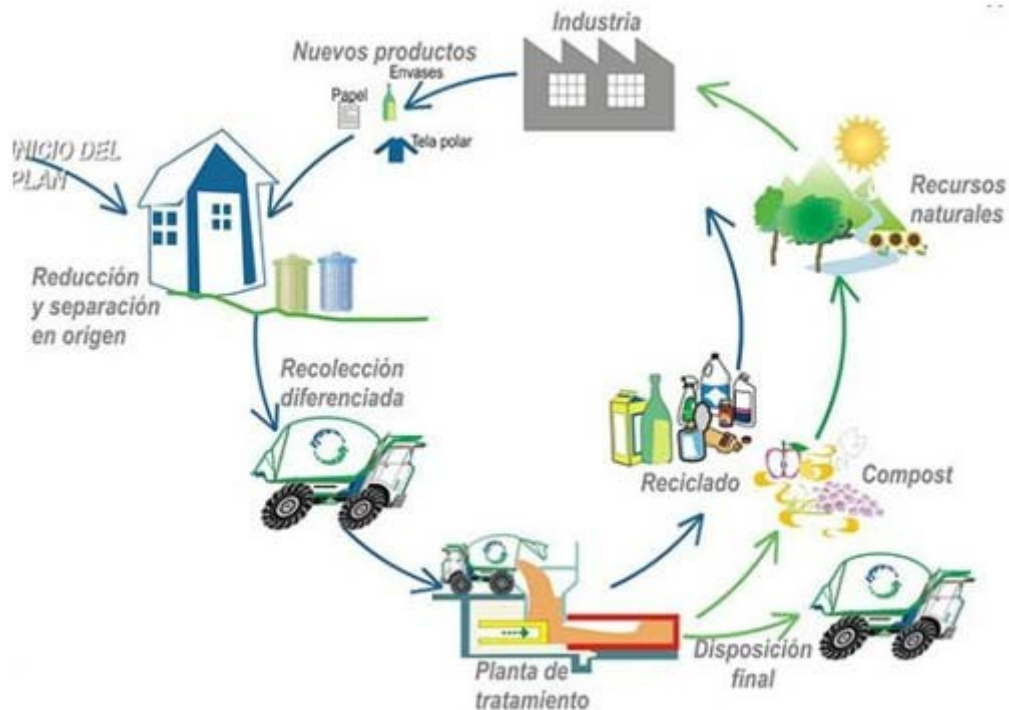 Industria
Nuevos productos
Envases
Papel
Tela polar
INICIO DEL
PLAN
Recursos
naturales
Reducción
y separación
en origen
Recolección
diferenciada
Reciclado
Compost
Planta de
tratamiento
Disposición
final